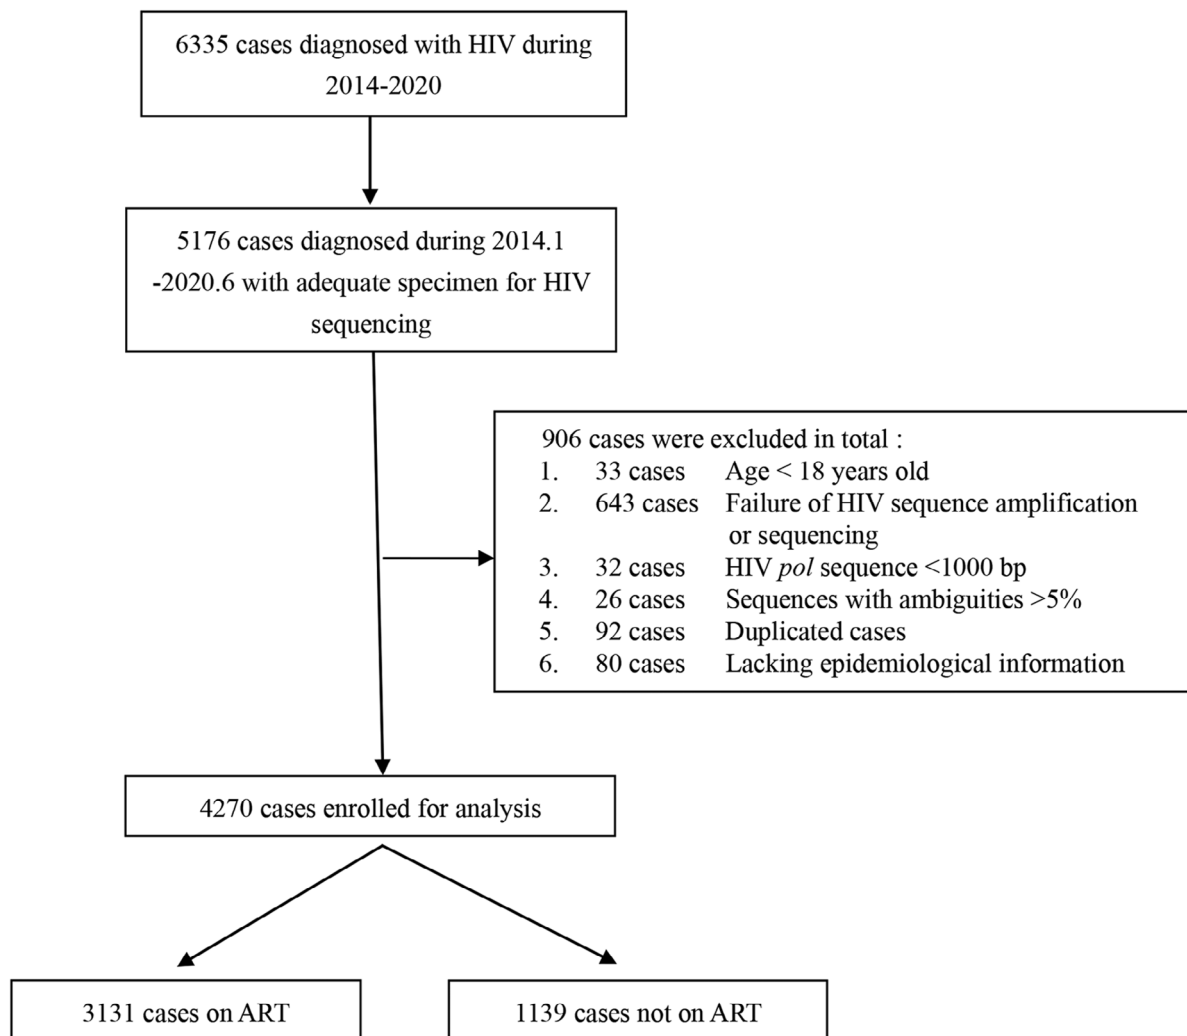 6335 cases diagnosed with HIV during
2014-2020
5176 cases diagnosed during 2014.1
-2020.6 with adequate specimen for HIV
sequencing
906 cases were excluded in total :
1. 33 cases Age < 18 years old
2. 643 cases Failure of HIV sequence amplification
or sequencing
3. 32 cases HIV pol sequence <1000 bp
4. 26 cases Sequences with ambiguities >5%
5. 92 cases Duplicated cases
6. 80 cases Lacking epidemiological information
4270 cases enrolled for analysis
3131 cases on ART
1139 cases not on ART